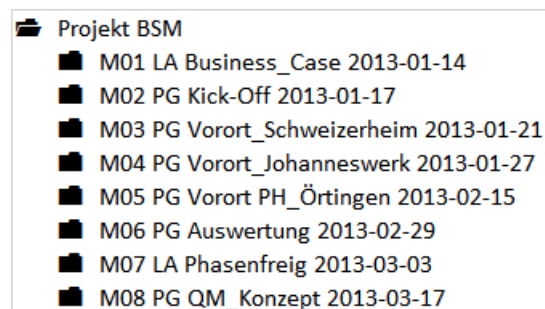 Projekt BSM
M01 LA Business_Case 2013-01-14
M02 PG Kick-Off 2013-01-17
M03 PG Vorort_Schweizerheim 2013-01-21
M04 PG Vorort_Johanneswerk 2013-01-27
M05 PG Vorort PH_Örtingen 2013-02-15
M06 PG Auswertung 2013-02-29
M07 LA Phasenfreig 2013-03-03
M08 PG QM_Konzept 2013-03-17